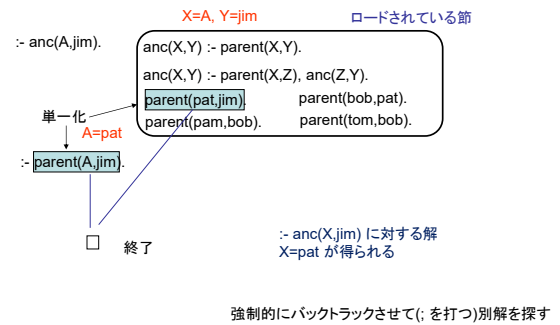 X=A, Y=jim
ロードされている節
:- anc(A,jim).
anc(X,Y) :- parent(X,Y).
anc(X,Y) :- parent(X,Z), anc(Z,Y).
parent(pat,jim). parent(bob,pat).
parent(pam,bob). parent(tom,bob).
単一化
A=pat
:- parent(A,jim).
□ 終了
:- anc(X,jim) に対する解
X=pat が得られる
強制的にバックトラックさせて(; を打つ)別解を探す